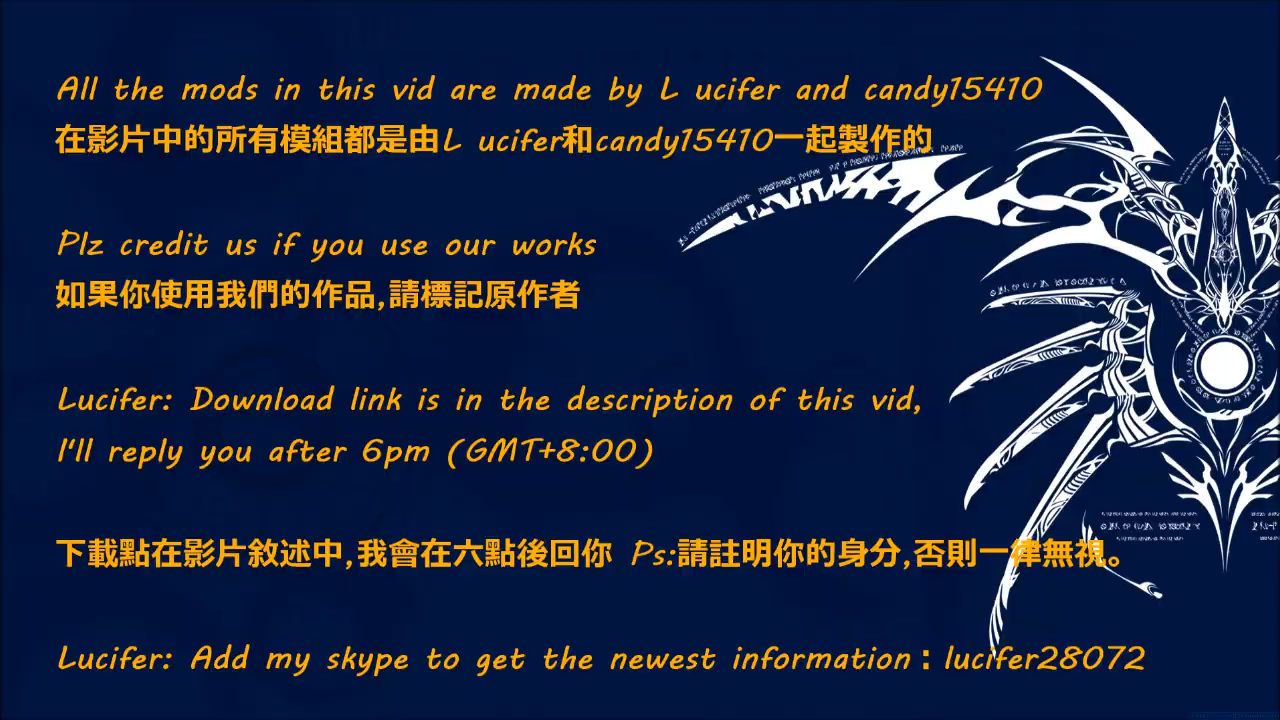 All the mods in this vid are made by L ucifer and candy15410
在影片中的所有模組都是由L ucifer和candy15410一起製作的
Plz credit us if you use our works
如果你使用我們的作品,請標記原作者
Lucifer: Download link is in the description of this vid,
I'll reply you after 6pm (GMT+8:00)
下載點在影片敘述中,我會在六點後回你 Ps:請註明你的身分,否則一律無視。
Lucifer: Add my skype to get the newest information：lucifer28072